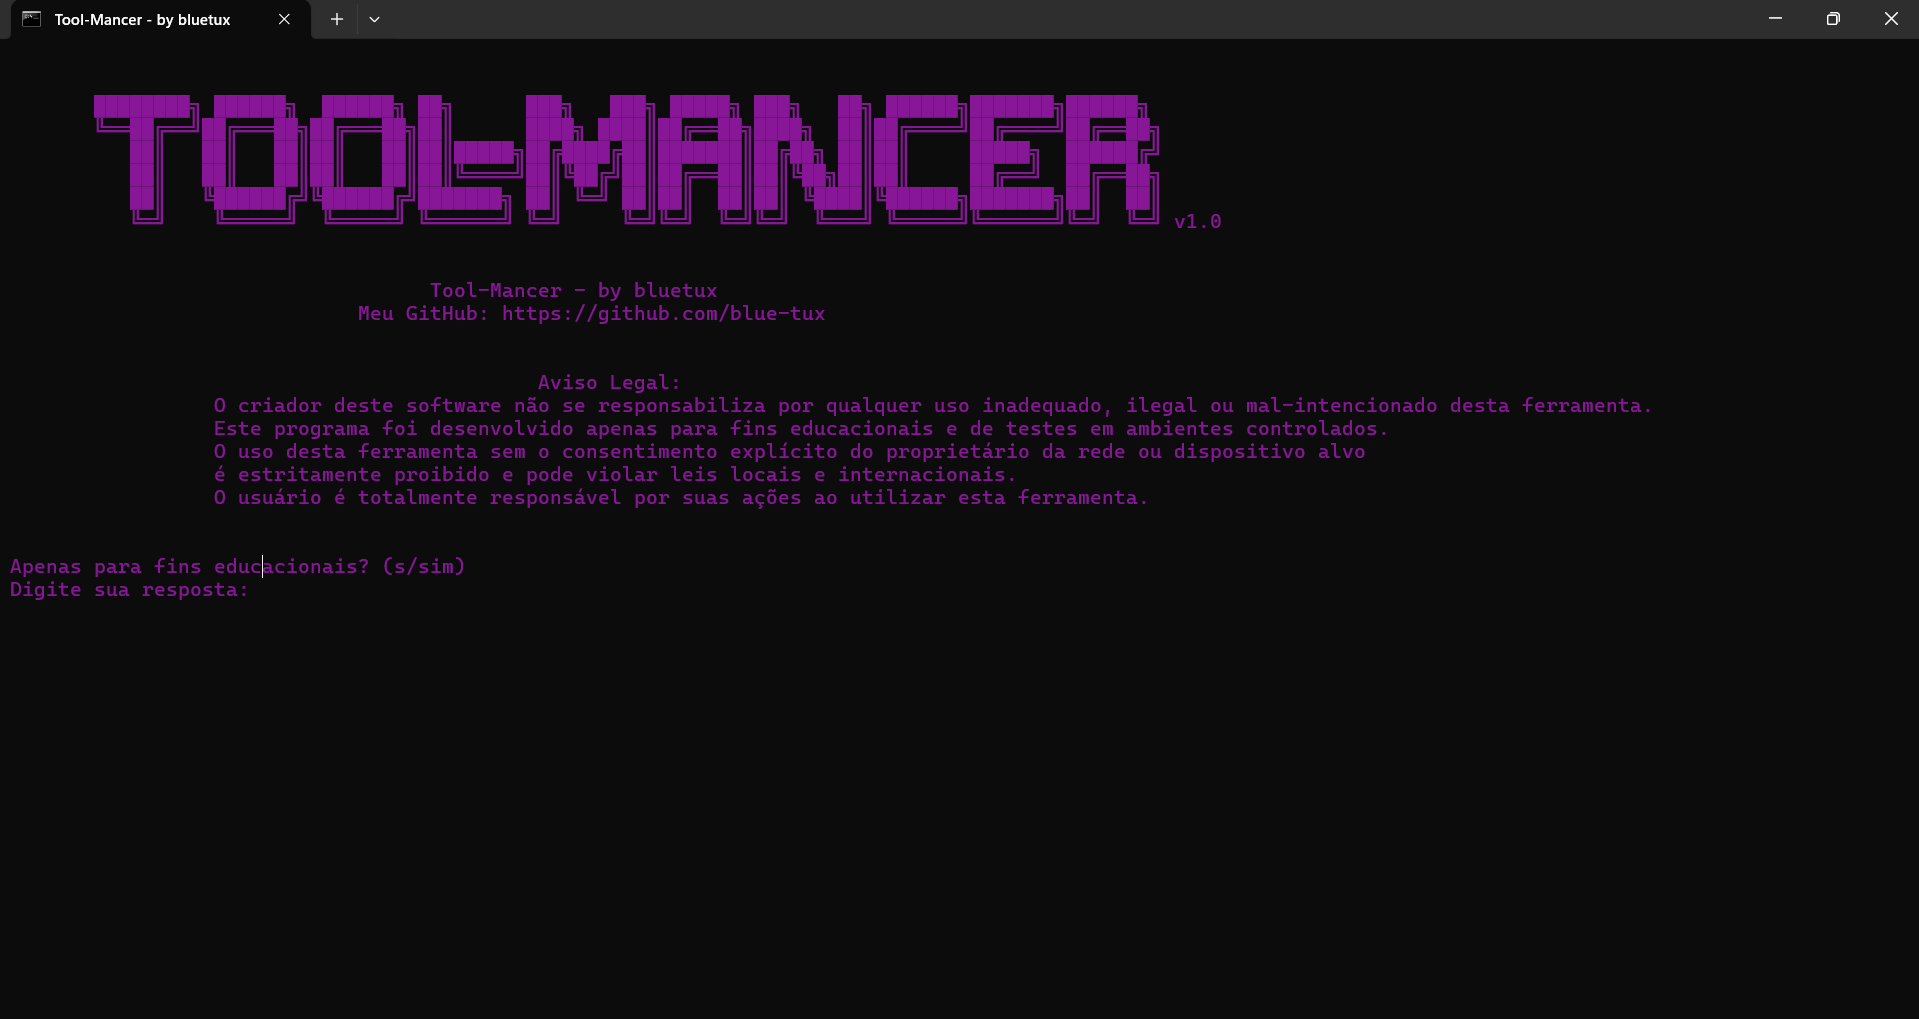 Tool-Mancer - by bluetux
TOOL-MANCER
v1.0
Tool-Mancer - by bluetux
Meu GitHub: https://github.com/blue-tux
Aviso Legal:
O criador deste software não se responsabiliza por qualquer uso inadequado, ilegal ou mal-intencionado desta ferramenta.
Este programa foi desenvolvido apenas para fins educacionais e de testes em ambientes controlados.
O uso desta ferramenta sem o consentimento explícito do proprietário da rede ou dispositivo alvo
é estritamente proibido e pode violar leis locais e internacionais.
O usuário é totalmente responsável por suas ações ao utilizar esta ferramenta.
Apenas para fins educacionais? (s/sim)
Digite sua resposta: